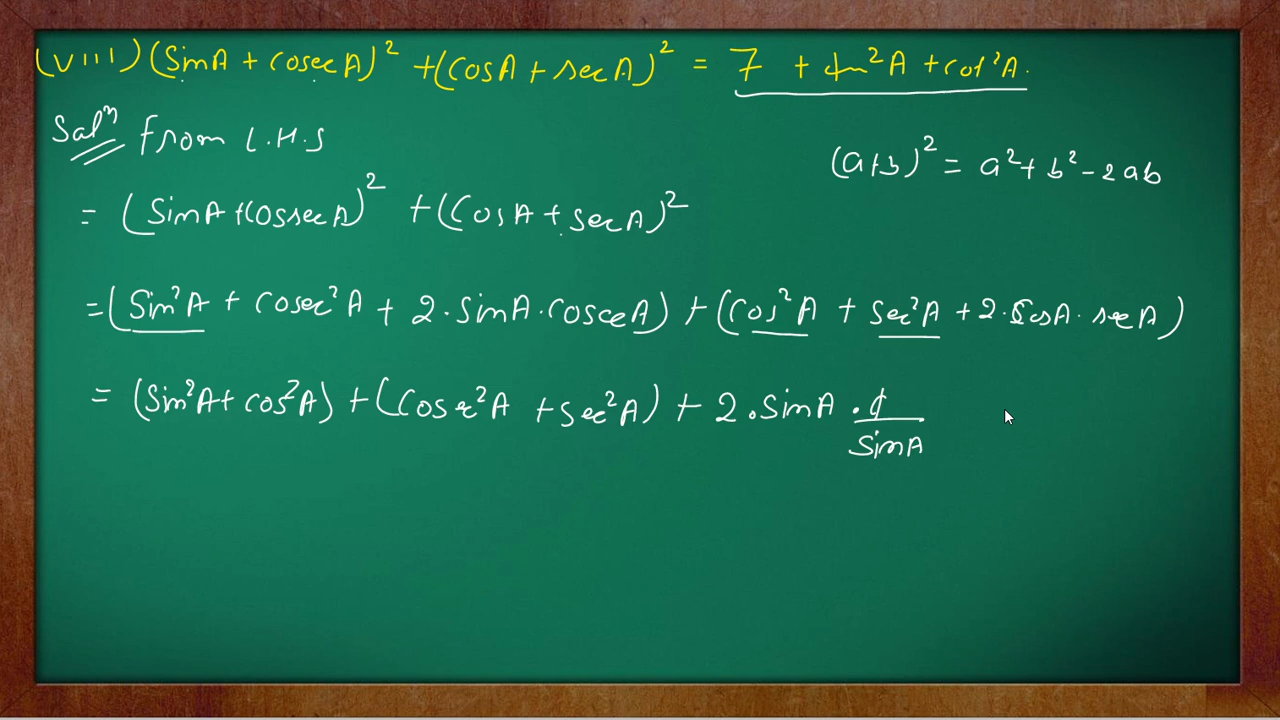 (VIII) (SinA + cosecA)² + (cosA + secA)² = 7 + tan²A + cot²A.
Salⁿ from L.H.S
(a+b)² = a² + b² - 2ab
= (SinA + CossecA)² + (CosA + secA)²
= (Sin²A + Cosec²A + 2·SinA·CosecA) + (Cos²A + sec²A + 2·CosA·secA)
= (Sin²A + cos²A) + (Cosec²A + sec²A) + 2·SinA · 1/SinA